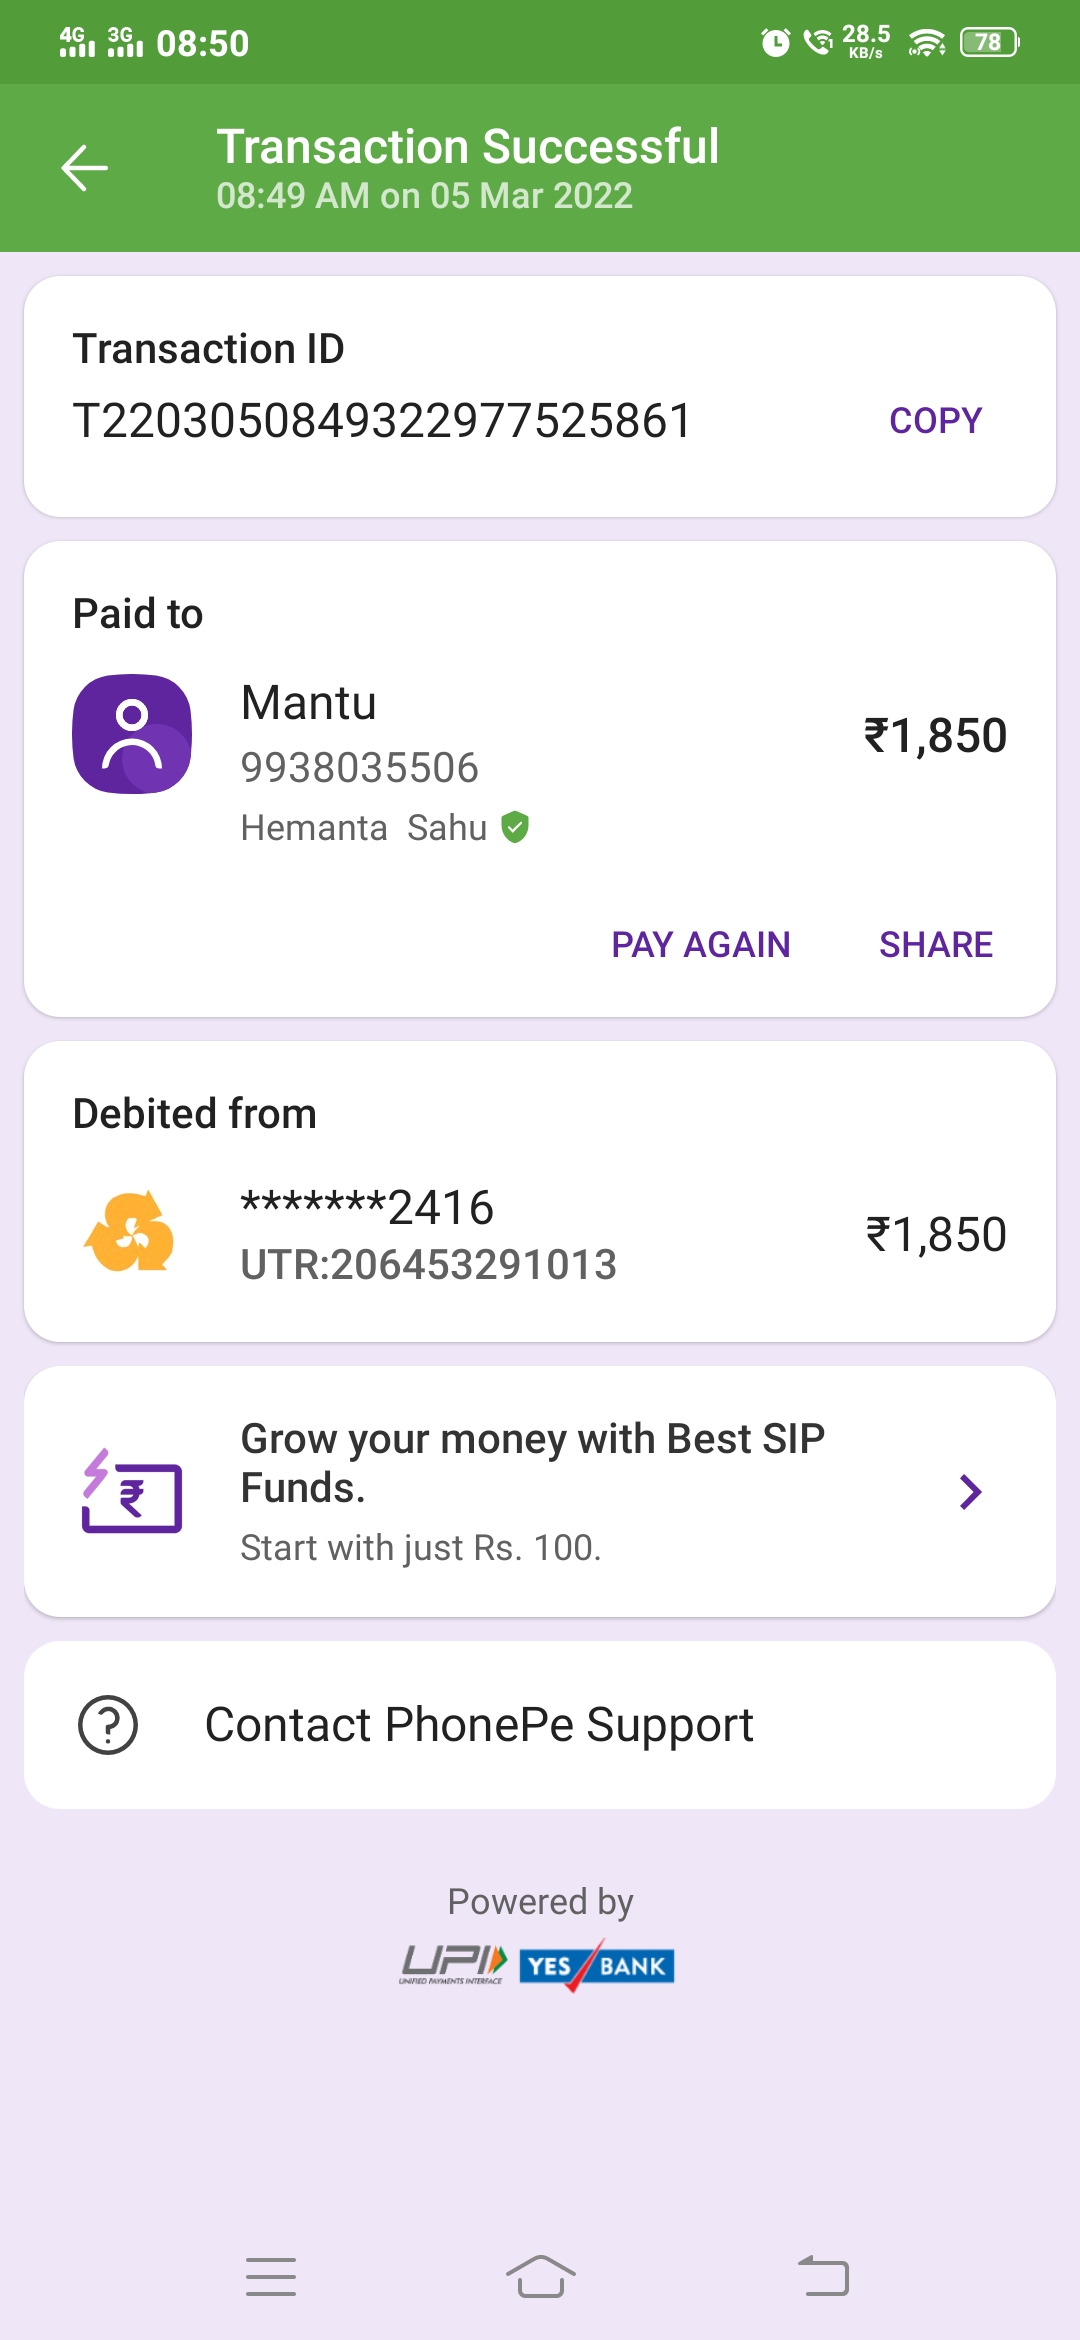 4G 3G 08:50 28.5 KB/s 78
Transaction Successful
08:49 AM on 05 Mar 2022
Transaction ID
T2203050849322977525861 COPY
Paid to
Mantu
9938035506
₹1,850
Hemanta Sahu
PAY AGAIN SHARE
Debited from
*******2416
UTR:206453291013
₹1,850
Grow your money with Best SIP
Funds.
Start with just Rs. 100.
Contact PhonePe Support
Powered by
UPI YES BANK
UNIFIED PAYMENTS INTERFACE